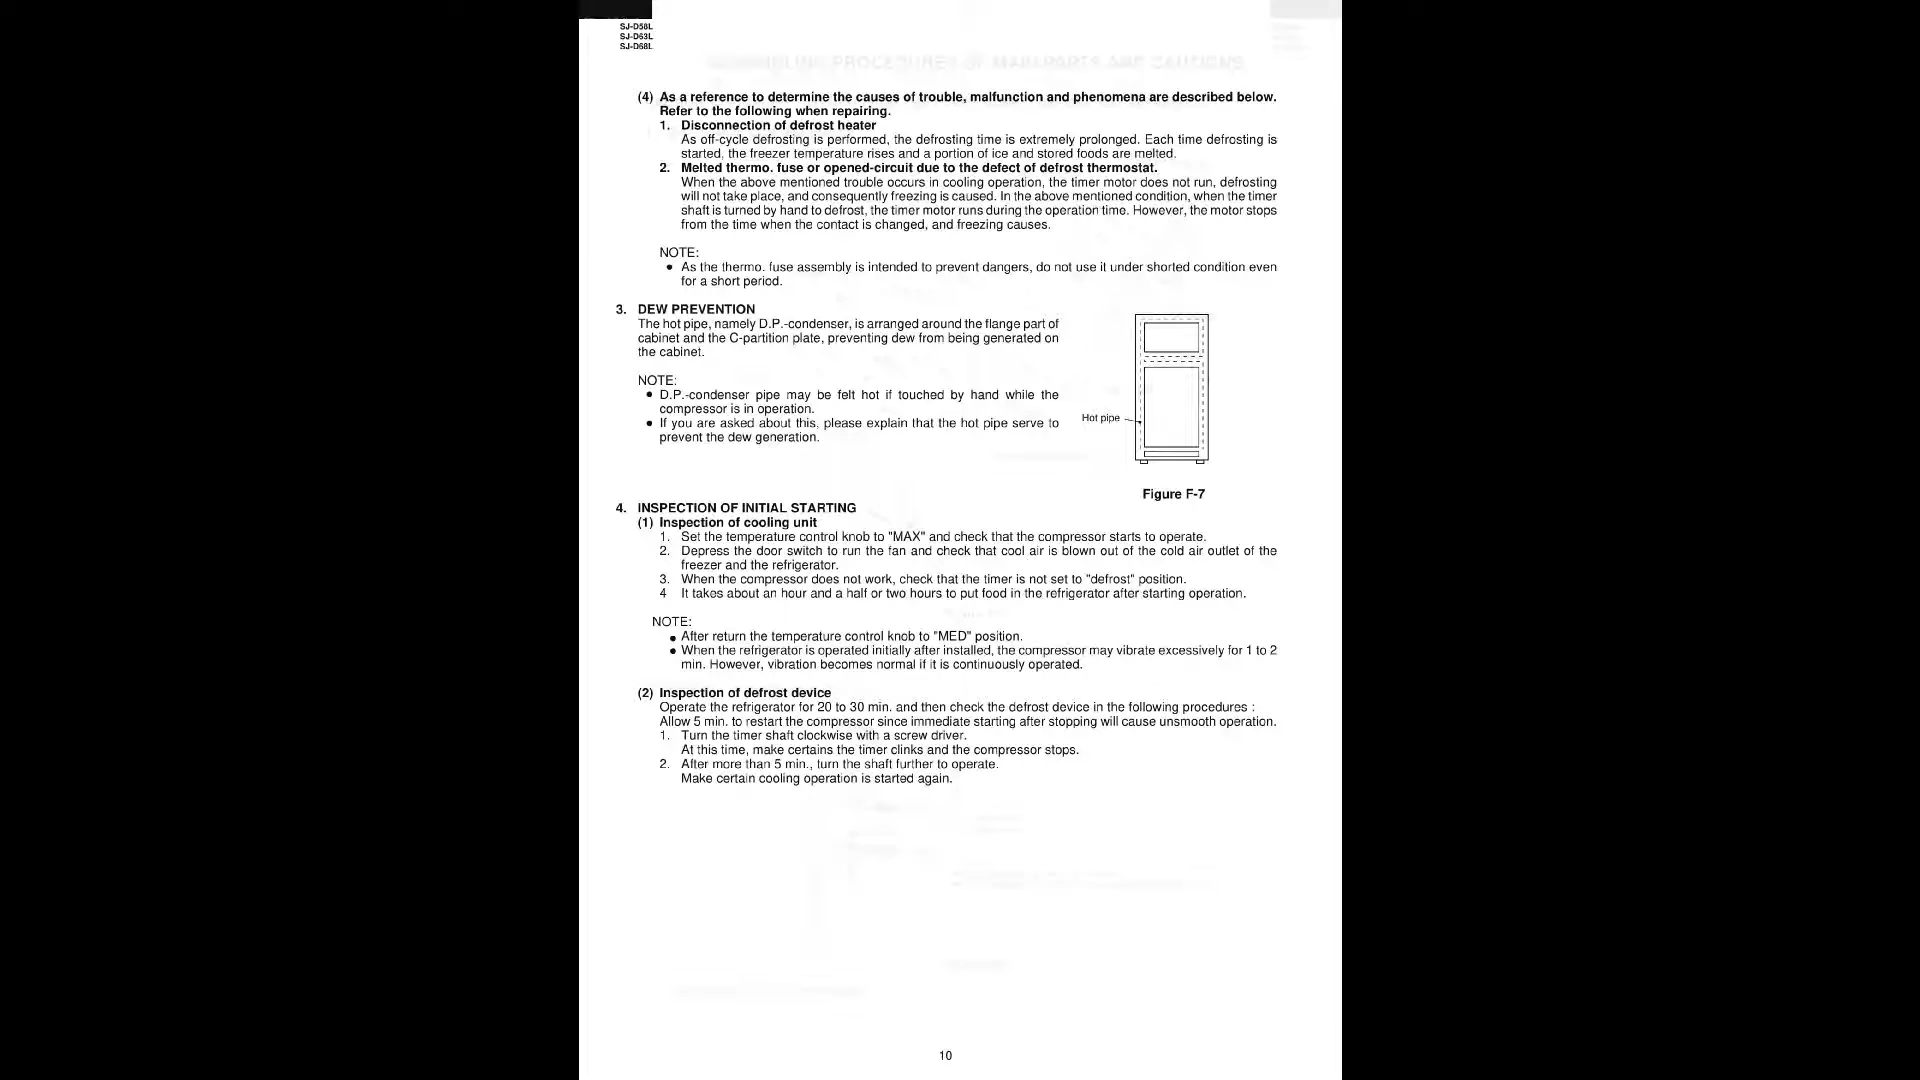 SJ-D58L
SJ-D63L
SJ-D68L
(4) As a reference to determine the causes of trouble, malfunction and phenomena are described below.
Refer to the following when repairing.
1. Disconnection of defrost heater
As off-cycle defrosting is performed, the defrosting time is extremely prolonged. Each time defrosting is
started, the freezer temperature rises and a portion of ice and stored foods are melted.
2. Melted thermo. fuse or opened-circuit due to the defect of defrost thermostat.
When the above mentioned trouble occurs in cooling operation, the timer motor does not run, defrosting
will not take place, and consequently freezing is caused. In the above mentioned condition, when the timer
shaft is turned by hand to defrost, the timer motor runs during the operation time. However, the motor stops
from the time when the contact is changed, and freezing causes.
NOTE:
● As the thermo. fuse assembly is intended to prevent dangers, do not use it under shorted condition even
for a short period.
3. DEW PREVENTION
The hot pipe, namely D.P.-condenser, is arranged around the flange part of
cabinet and the C-partition plate, preventing dew from being generated on
the cabinet.
NOTE:
● D.P.-condenser pipe may be felt hot if touched by hand while the
compressor is in operation.
● If you are asked about this, please explain that the hot pipe serve to
prevent the dew generation.
Hot pipe
Figure F-7
4. INSPECTION OF INITIAL STARTING
(1) Inspection of cooling unit
1. Set the temperature control knob to "MAX" and check that the compressor starts to operate.
2. Depress the door switch to run the fan and check that cool air is blown out of the cold air outlet of the
freezer and the refrigerator.
3. When the compressor does not work, check that the timer is not set to "defrost" position.
4 It takes about an hour and a half or two hours to put food in the refrigerator after starting operation.
NOTE:
● After return the temperature control knob to "MED" position.
● When the refrigerator is operated initially after installed, the compressor may vibrate excessively for 1 to 2
min. However, vibration becomes normal if it is continuously operated.
(2) Inspection of defrost device
Operate the refrigerator for 20 to 30 min. and then check the defrost device in the following procedures :
Allow 5 min. to restart the compressor since immediate starting after stopping will cause unsmooth operation.
1. Turn the timer shaft clockwise with a screw driver.
At this time, make certains the timer clinks and the compressor stops.
2. After more than 5 min., turn the shaft further to operate.
Make certain cooling operation is started again.
10